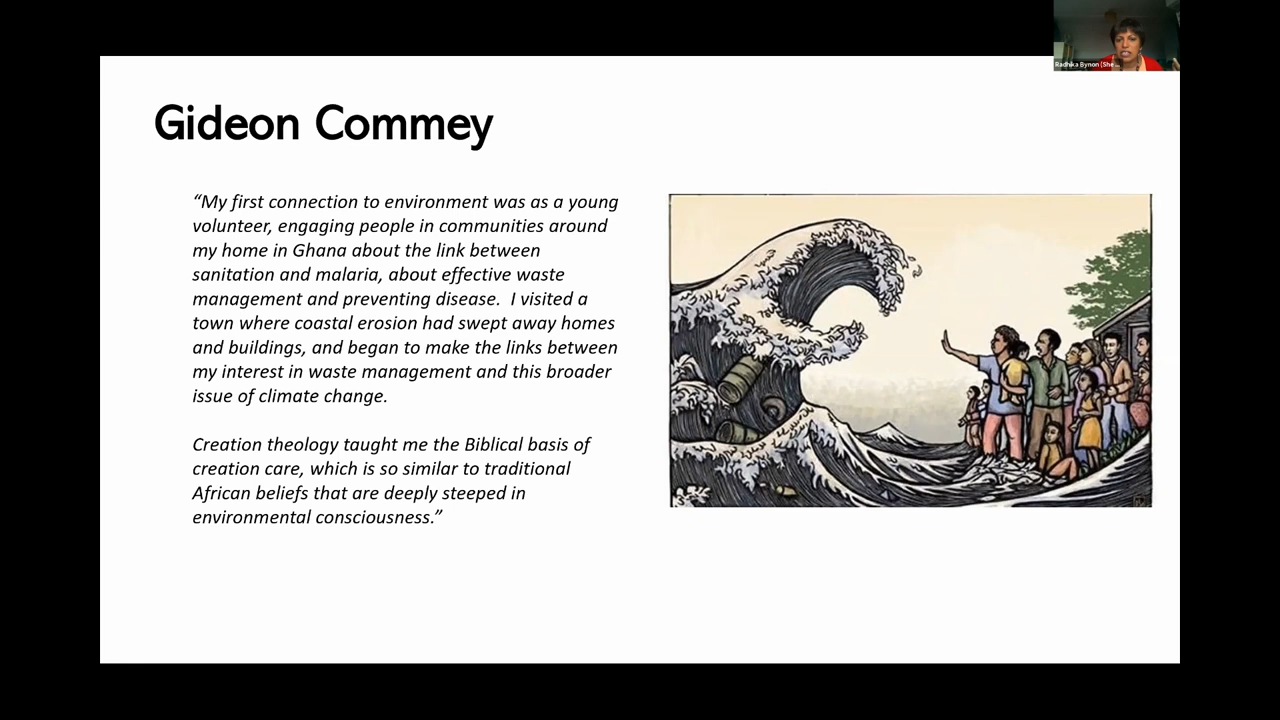 Radhika Bynon (She ...
Gideon Commey
“My first connection to environment was as a young
volunteer, engaging people in communities around
my home in Ghana about the link between
sanitation and malaria, about effective waste
management and preventing disease.  I visited a
town where coastal erosion had swept away homes
and buildings, and began to make the links between
my interest in waste management and this broader
issue of climate change.
Creation theology taught me the Biblical basis of
creation care, which is so similar to traditional
African beliefs that are deeply steeped in
environmental consciousness.”